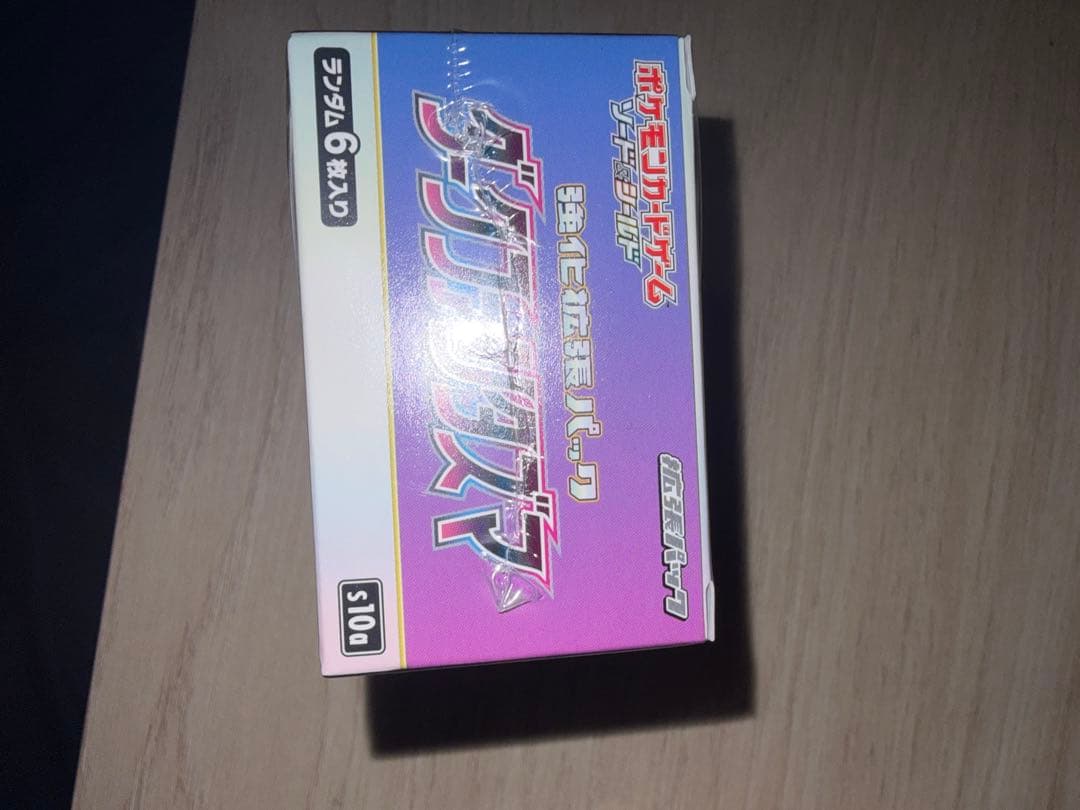 ポケモンカードゲーム
ソード&シールド
拡張パック
強化拡張パック
ダークファンタズマ
ランダム6枚入り
s10a